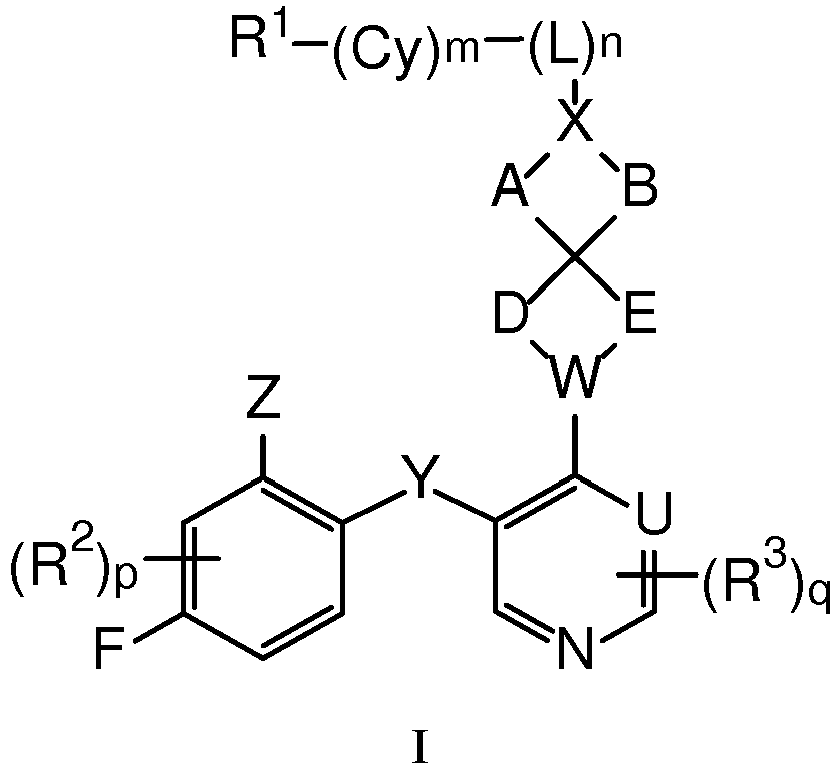 R¹—(Cy)m—(L)n
X
A B
D E
W
Z
Y
U
(R²)p (R³)q
F N
I